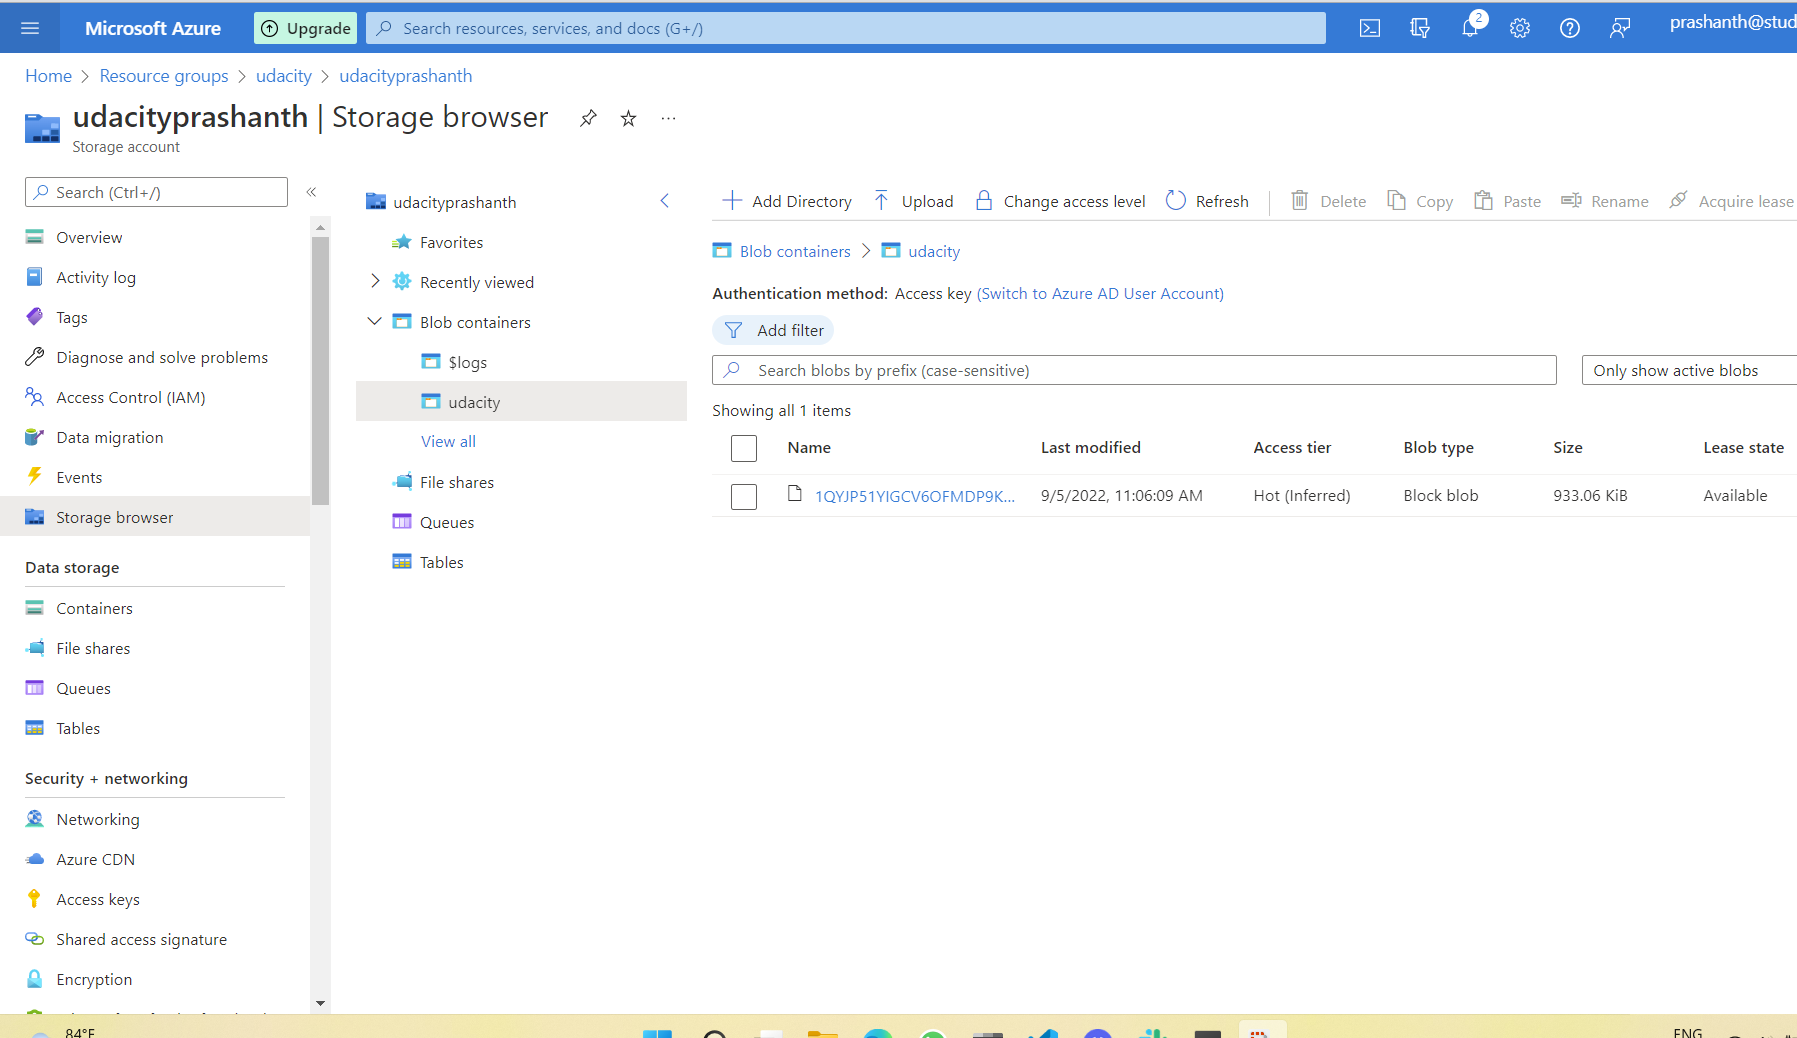 Microsoft Azure
Upgrade
Search resources, services, and docs (G+/)
2
prashanth@stud
Home > Resource groups > udacity > udacityprashanth
udacityprashanth | Storage browser
Storage account
Search (Ctrl+/)
Overview
Activity log
Tags
Diagnose and solve problems
Access Control (IAM)
Data migration
Events
Storage browser
Data storage
Containers
File shares
Queues
Tables
Security + networking
Networking
Azure CDN
Access keys
Shared access signature
Encryption
udacityprashanth
Favorites
Recently viewed
Blob containers
$logs
udacity
View all
File shares
Queues
Tables
Add Directory Upload Change access level Refresh Delete Copy Paste Rename Acquire lease
Blob containers > udacity
Authentication method: Access key (Switch to Azure AD User Account)
Add filter
Search blobs by prefix (case-sensitive)
Only show active blobs
Showing all 1 items
Name Last modified Access tier Blob type Size Lease state
1QYJP51YIGCV6OFMDP9K... 9/5/2022, 11:06:09 AM Hot (Inferred) Block blob 933.06 KiB Available
84°F
ENG